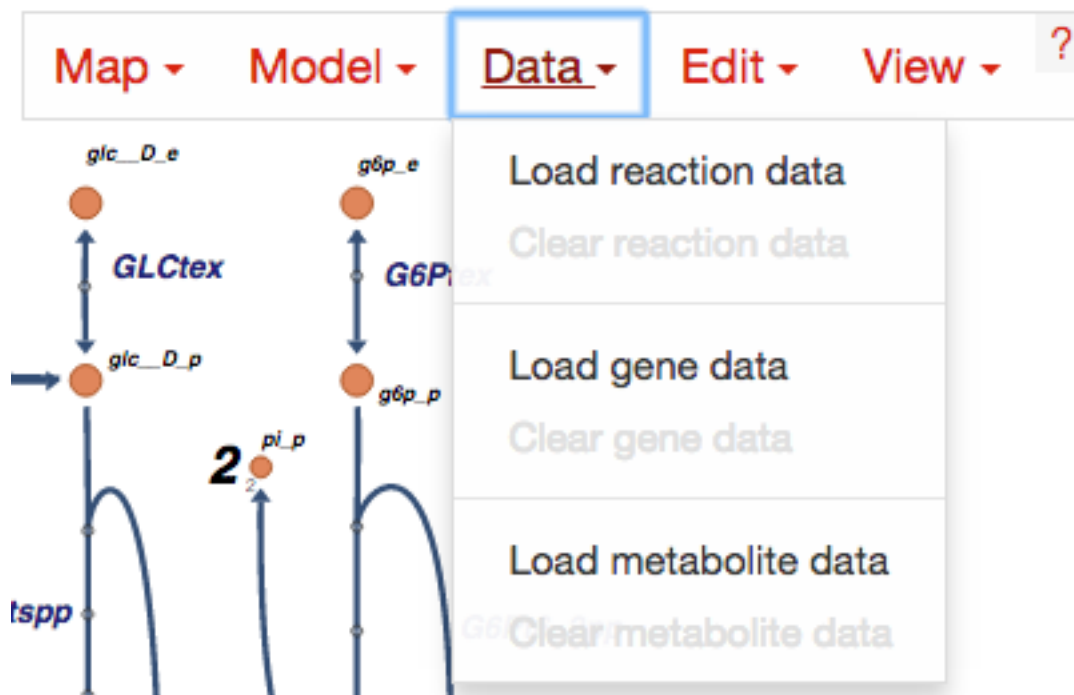 Map Model Data Edit View ?
glc__D_e
g6p_e
Load reaction data
Clear reaction data
GLCtex
G6Ptex
glc__D_p
Load gene data
g6p_p
Clear gene data
pi_p
2
2
Load metabolite data
tspp
Clear metabolite data